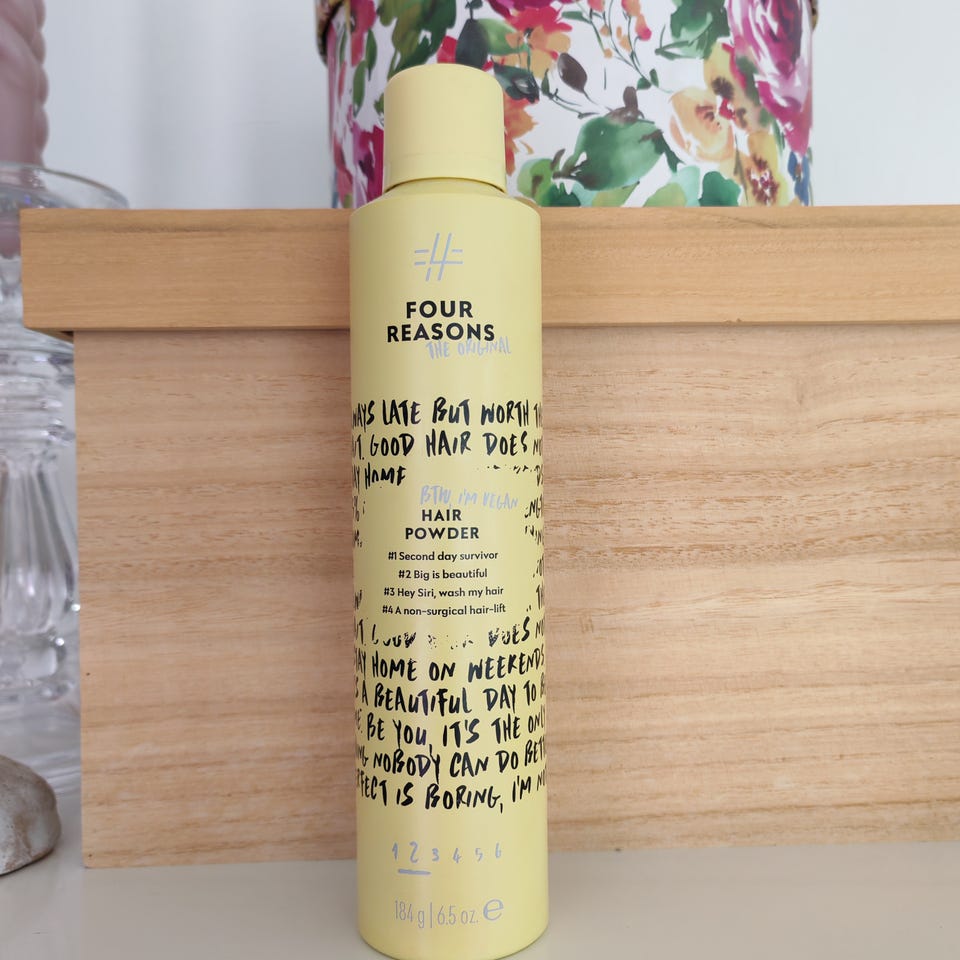 FOUR
REASONS
THE ORIGINAL
LATE BUT WORTH
GOOD HAIR DOES
HOME
BTW, I'M VEGAN
HAIR
POWDER
#1 Second day survivor
#2 Big is beautiful
#3 Hey Siri, wash my hair
#4 A non-surgical hair-lift
HOME ON WEEKENDS
A BEAUTIFUL DAY TO
BE YOU, IT'S THE
NOBODY CAN DO
IS BORING, I'M
1 2 3 4 5 6
184 g | 6.5 oz. e